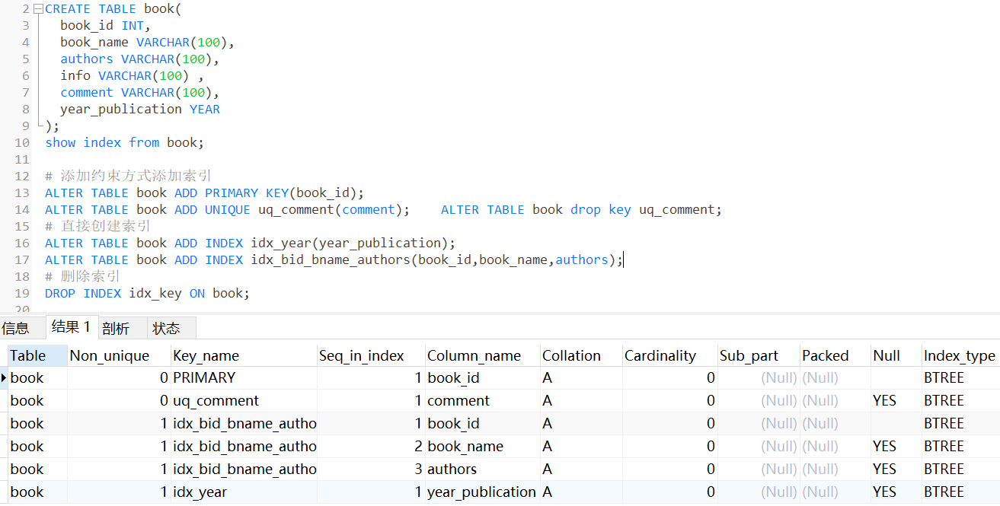 2 CREATE TABLE book(
3 book_id INT,
4 book_name VARCHAR(100),
5 authors VARCHAR(100),
6 info VARCHAR(100) ,
7 comment VARCHAR(100),
8 year_publication YEAR
9 );
10 show index from book;
11
12 # 添加约束方式添加索引
13 ALTER TABLE book ADD PRIMARY KEY(book_id);
14 ALTER TABLE book ADD UNIQUE uq_comment(comment); ALTER TABLE book drop key uq_comment;
15 # 直接创建索引
16 ALTER TABLE book ADD INDEX idx_year(year_publication);
17 ALTER TABLE book ADD INDEX idx_bid_bname_authors(book_id,book_name,authors);
18 # 删除索引
19 DROP INDEX idx_key ON book;
20
信息 结果 1 剖析 状态
Table Non_unique Key_name Seq_in_index Column_name Collation Cardinality Sub_part Packed Null Index_type
book 0 PRIMARY 1 book_id A 0 (Null) (Null) BTREE
book 0 uq_comment 1 comment A 0 (Null) (Null) YES BTREE
book 1 idx_bid_bname_autho 1 book_id A 0 (Null) (Null) BTREE
book 1 idx_bid_bname_autho 2 book_name A 0 (Null) (Null) YES BTREE
book 1 idx_bid_bname_autho 3 authors A 0 (Null) (Null) YES BTREE
book 1 idx_year 1 year_publication A 0 (Null) (Null) YES BTREE